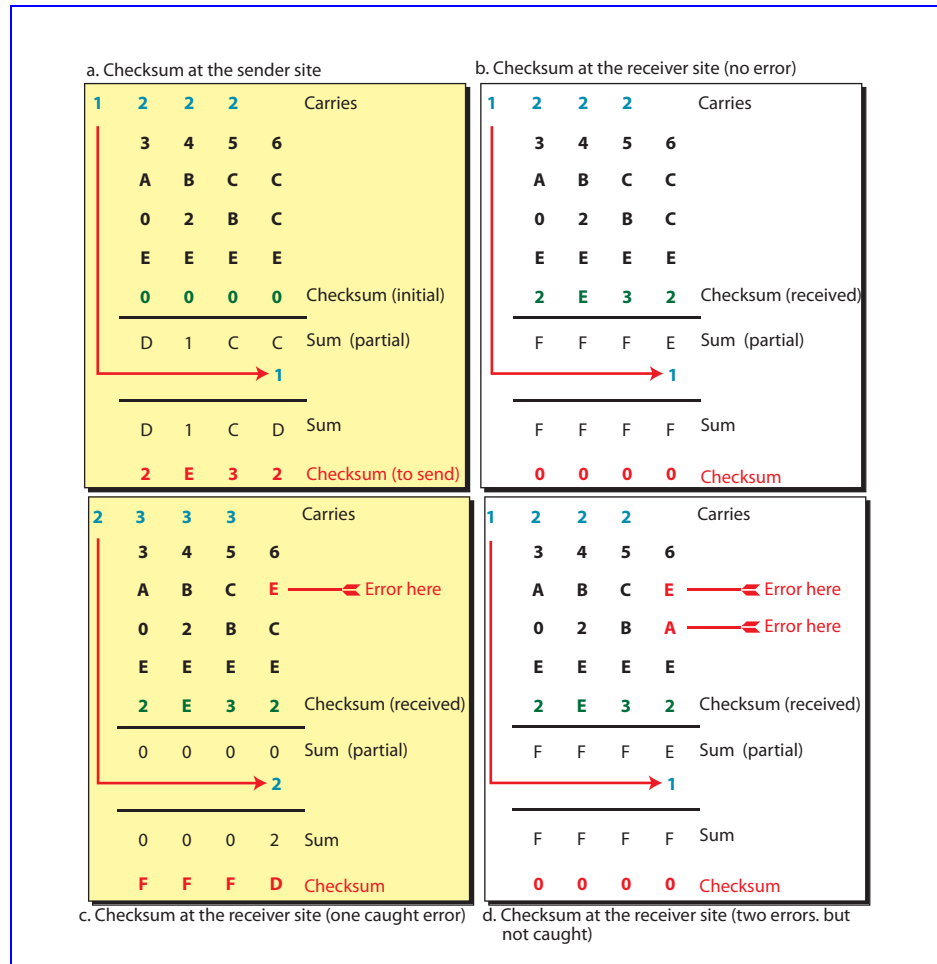 a. Checksum at the sender site
1 2 2 2 Carries
3 4 5 6
A B C C
0 2 B C
E E E E
0 0 0 0 Checksum (initial)
D 1 C C Sum (partial)
1
D 1 C D Sum
2 E 3 2 Checksum (to send)
b. Checksum at the receiver site (no error)
1 2 2 2 Carries
3 4 5 6
A B C C
0 2 B C
E E E E
2 E 3 2 Checksum (received)
F F F E Sum (partial)
1
F F F F Sum
0 0 0 0 Checksum
2 3 3 3 Carries
3 4 5 6
A B C E Error here
0 2 B C
E E E E
2 E 3 2 Checksum (received)
0 0 0 0 Sum (partial)
2
0 0 0 2 Sum
F F F D Checksum
c. Checksum at the receiver site (one caught error)
1 2 2 2 Carries
3 4 5 6
A B C E Error here
0 2 B A Error here
E E E E
2 E 3 2 Checksum (received)
F F F E Sum (partial)
1
F F F F Sum
0 0 0 0 Checksum
d. Checksum at the receiver site (two errors. but
not caught)